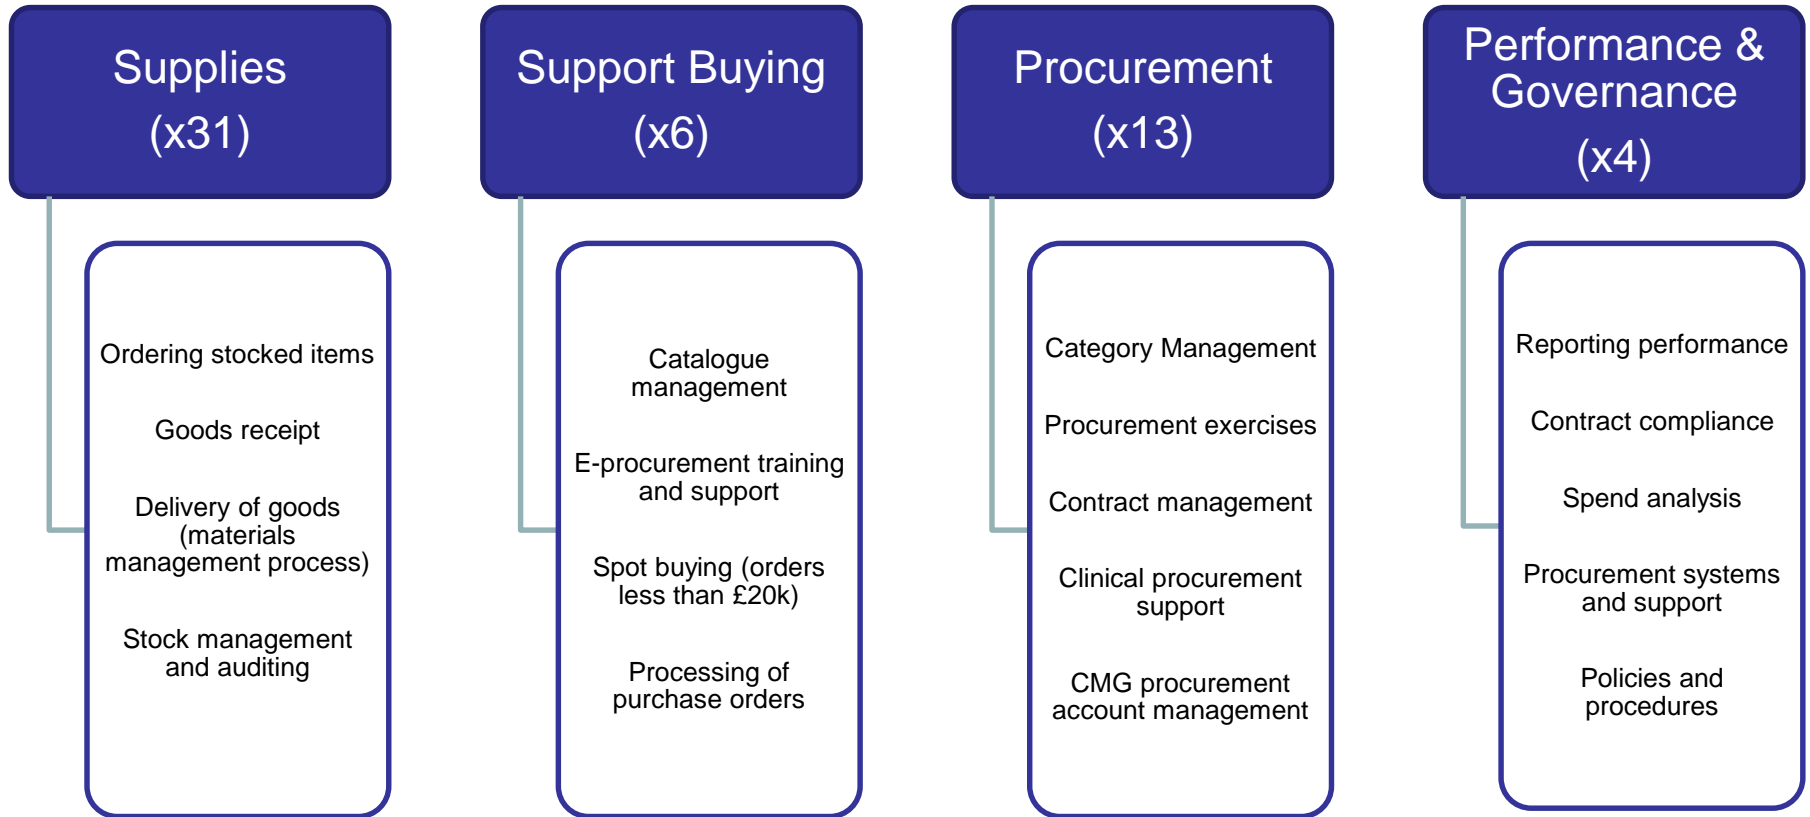 Supplies
(x31)
Ordering stocked items
Goods receipt
Delivery of goods
(materials
management process)
Stock management
and auditing
Support Buying
(x6)
Catalogue
management
E-procurement training
and support
Spot buying (orders
less than £20k)
Processing of
purchase orders
Procurement
(x13)
Category Management
Procurement exercises
Contract management
Clinical procurement
support
CMG procurement
account management
Performance &
Governance
(x4)
Reporting performance
Contract compliance
Spend analysis
Procurement systems
and support
Policies and
procedures